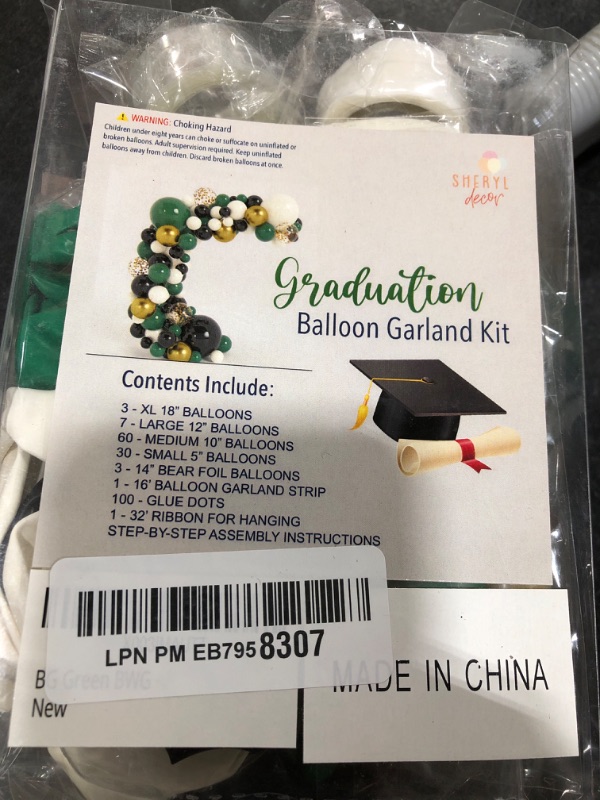 WARNING: Choking Hazard
Children under eight years can choke or suffocate on uninflated or
broken balloons. Adult supervision required. Keep uninflated
balloons away from children. Discard broken balloons at once.
SHERYL
decor
Graduation
Balloon Garland Kit
Contents Include:
3 - XL 18" BALLOONS
7 - LARGE 12" BALLOONS
60 - MEDIUM 10" BALLOONS
30 - SMALL 5" BALLOONS
3 - 14" BEAR FOIL BALLOONS
1 - 16' BALLOON GARLAND STRIP
100 - GLUE DOTS
1 - 32' RIBBON FOR HANGING
STEP-BY-STEP ASSEMBLY INSTRUCTIONS
LPN PM EB7958307
BG Green BWG
New
MADE IN CHINA